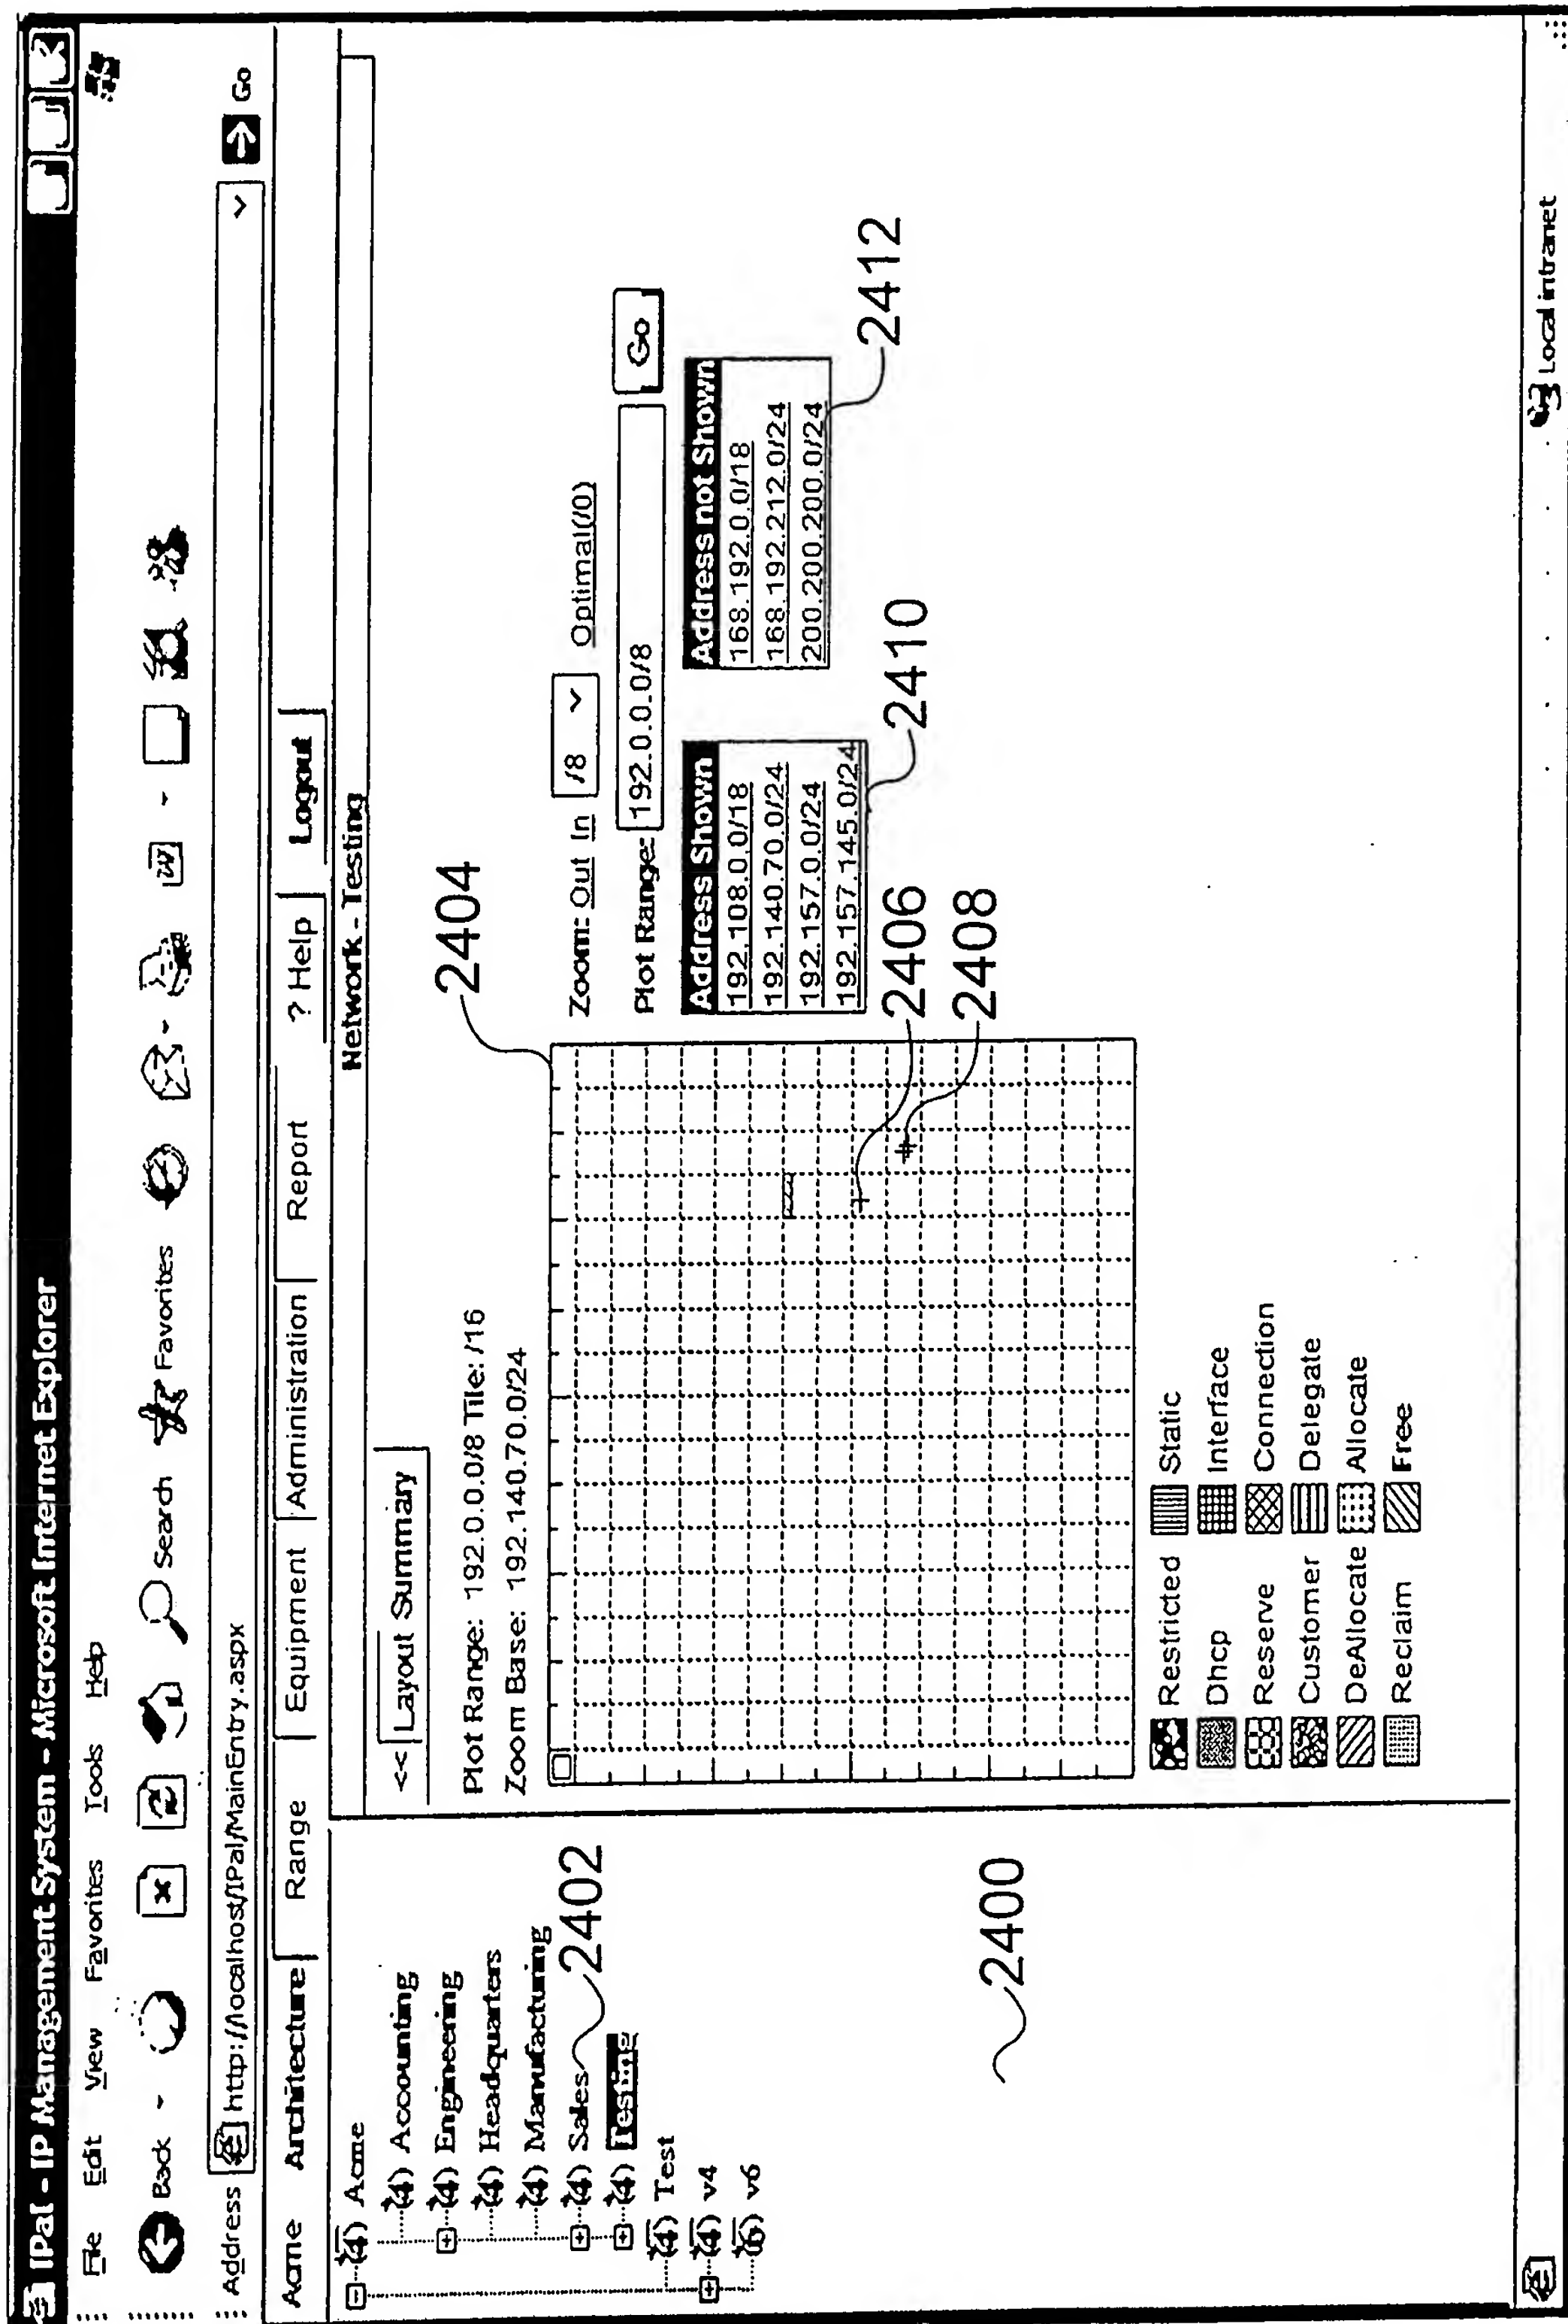 IPal - IP Management System - Microsoft Internet Explorer
File Edit View Favorites Tools Help
Back Search Favorites
Address http://localhost/IPal/MainEntry.aspx Go
Acme Architecture Range Equipment Administration Report ? Help Logout
Network - Testing
(4) Acme
(4) Accounting
(4) Engineering
(4) Headquarters
(4) Manufacturing
(4) Sales
(4) Testing
(4) Test
(4) v4
(6) v6
2402
2400
<< Layout Summary
Plot Range: 192.0.0.0/8 Tile: /16
Zoom Base: 192.140.70.0/24
2404
Zoom: Out In /8 Optimal(/0)
Plot Range: 192.0.0.0/8 Go
Address Shown
192.108.0.0/18
192.140.70.0/24
192.157.0.0/24
192.157.145.0/24
Address not Shown
168.192.0.0/18
168.192.212.0/24
200.200.200.0/24
2410
2412
2406
2408
Restricted Static
Dhcp Interface
Reserve Connection
Customer Delegate
DeAllocate Allocate
Reclaim Free
Local intranet